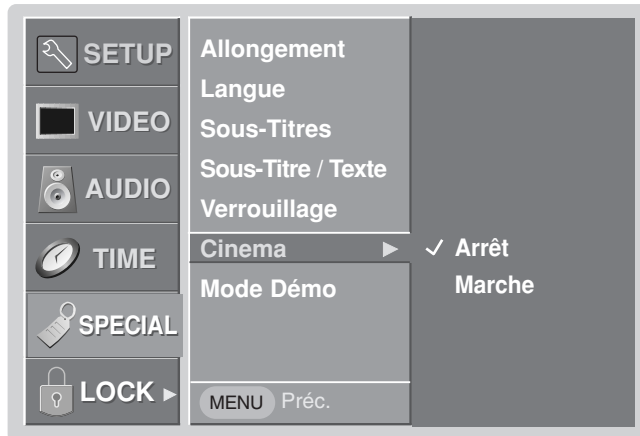 SETUP
VIDEO
AUDIO
TIME
SPECIAL
LOCK ►
Allongement
Langue
Sous-Titres
Sous-Titre / Texte
Verrouillage
Cinema ►
Mode Démo
MENU Préc.
✓ Arrêt
Marche